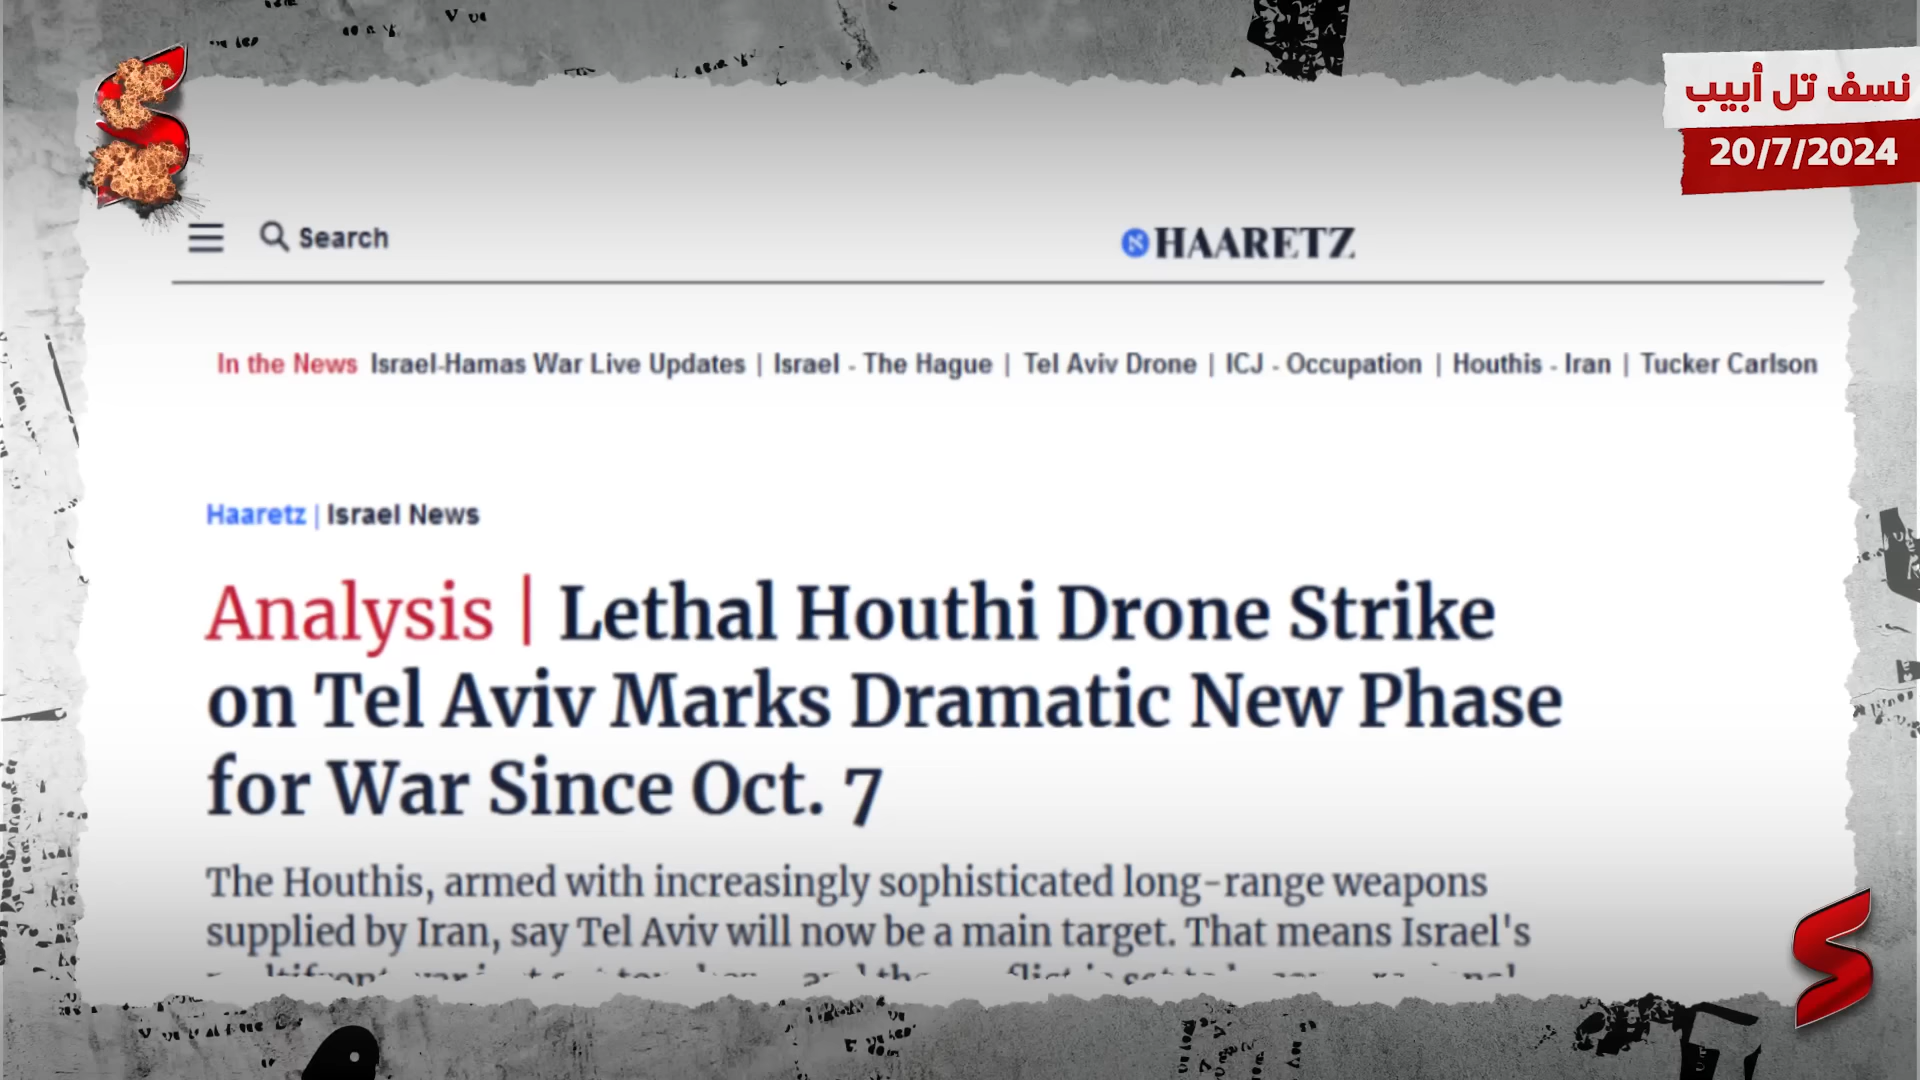 نسف تل أبيب
20/7/2024
Search
HAARETZ
In the News Israel-Hamas War Live Updates | Israel - The Hague | Tel Aviv Drone | ICJ - Occupation | Houthis - Iran | Tucker Carlson
Haaretz | Israel News
Analysis | Lethal Houthi Drone Strike
on Tel Aviv Marks Dramatic New Phase
for War Since Oct. 7
The Houthis, armed with increasingly sophisticated long-range weapons
supplied by Iran, say Tel Aviv will now be a main target. That means Israel's